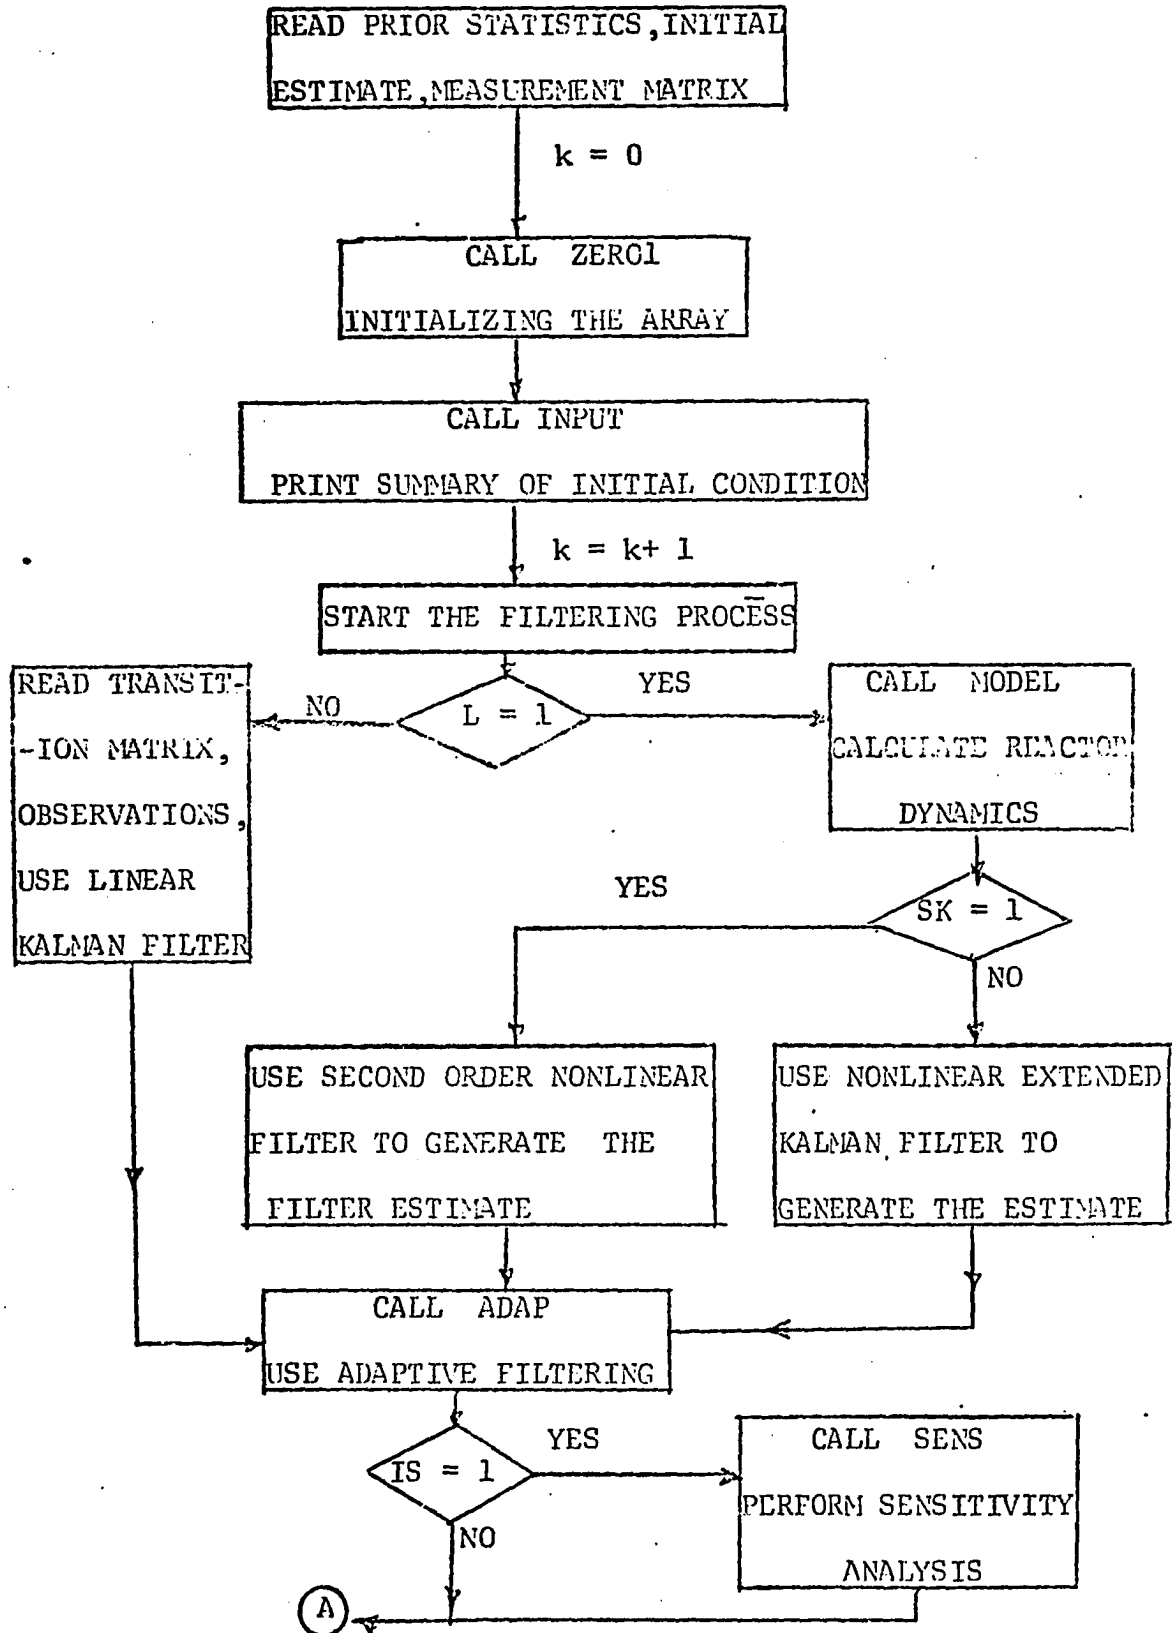 READ PRIOR STATISTICS,INITIAL
ESTIMATE,MEASUREMENT MATRIX
k = 0
CALL ZERO1
INITIALIZING THE ARRAY
CALL INPUT
PRINT SUMMARY OF INITIAL CONDITION
k = k+ 1
START THE FILTERING PROCESS
L = 1
NO
YES
READ TRANSIT-
-ION MATRIX,
OBSERVATIONS,
USE LINEAR
KALMAN FILTER
CALL MODEL
CALCULATE REACTOR
DYNAMICS
SK = 1
YES
NO
USE SECOND ORDER NONLINEAR
FILTER TO GENERATE THE
FILTER ESTIMATE
USE NONLINEAR EXTENDED
KALMAN FILTER TO
GENERATE THE ESTIMATE
CALL ADAP
USE ADAPTIVE FILTERING
IS = 1
YES
NO
CALL SENS
PERFORM SENSITIVITY
ANALYSIS
A